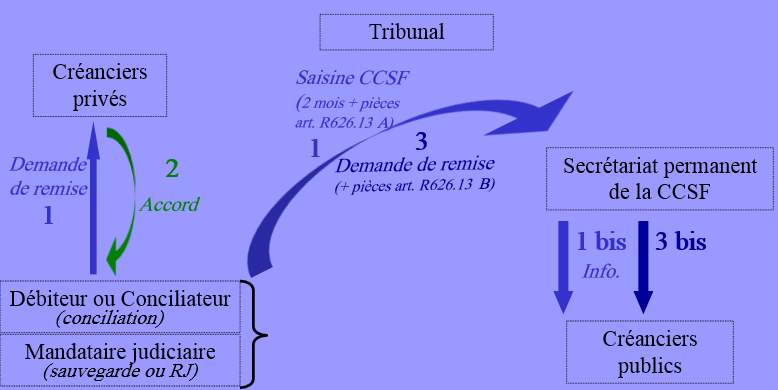 Tribunal
Créanciers
privés
Saisine CCSF
(2 mois + pièces
art. R626.13 A)
1
3
Demande de remise
(+ pièces art. R626.13 B)
Demande
de remise
1
2
Accord
Secrétariat permanent
de la CCSF
1 bis
Info.
3 bis
Débiteur ou Conciliateur
(conciliation)
Mandataire judiciaire
(sauvegarde ou RJ)
Créanciers
publics